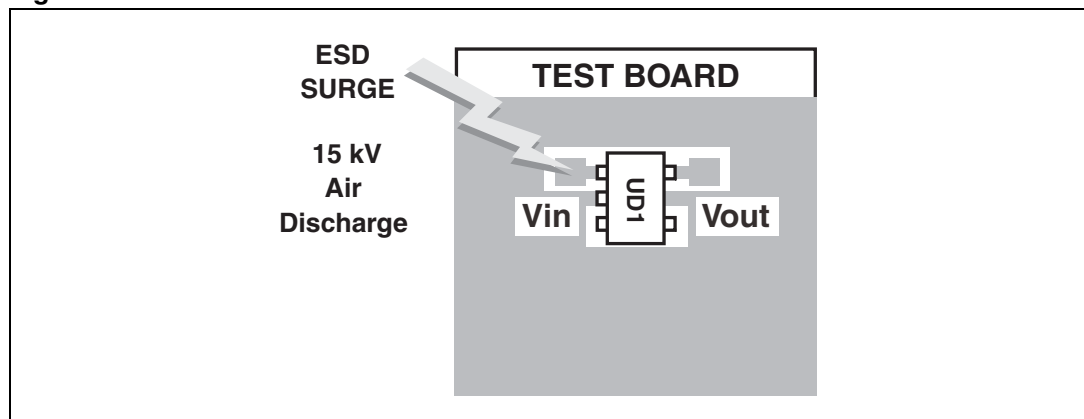 ESD
SURGE
15 kV
Air
Discharge
TEST BOARD
UD1
Vin
Vout